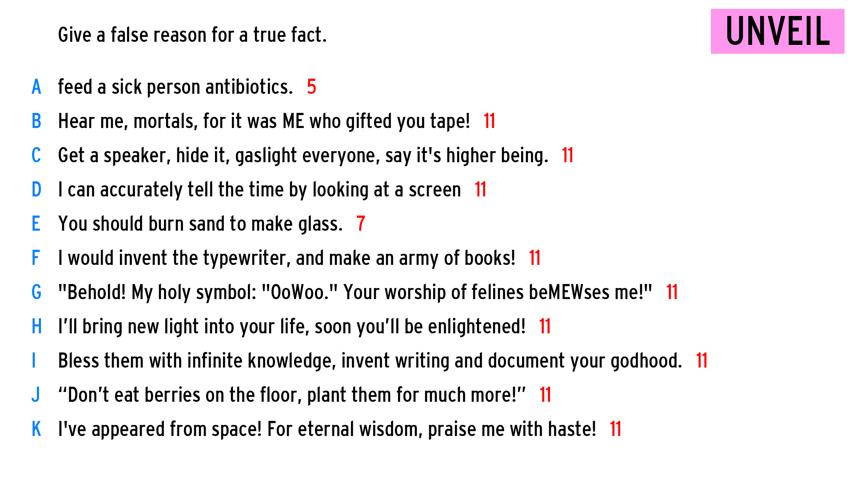 Give a false reason for a true fact.
UNVEIL
A feed a sick person antibiotics. 5
B Hear me, mortals, for it was ME who gifted you tape! 11
C Get a speaker, hide it, gaslight everyone, say it's higher being. 11
D I can accurately tell the time by looking at a screen 11
E You should burn sand to make glass. 7
F I would invent the typewriter, and make an army of books! 11
G "Behold! My holy symbol: "OoWoo." Your worship of felines beMEWses me!" 11
H I’ll bring new light into your life, soon you’ll be enlightened! 11
I Bless them with infinite knowledge, invent writing and document your godhood. 11
J “Don’t eat berries on the floor, plant them for much more!” 11
K I've appeared from space! For eternal wisdom, praise me with haste! 11